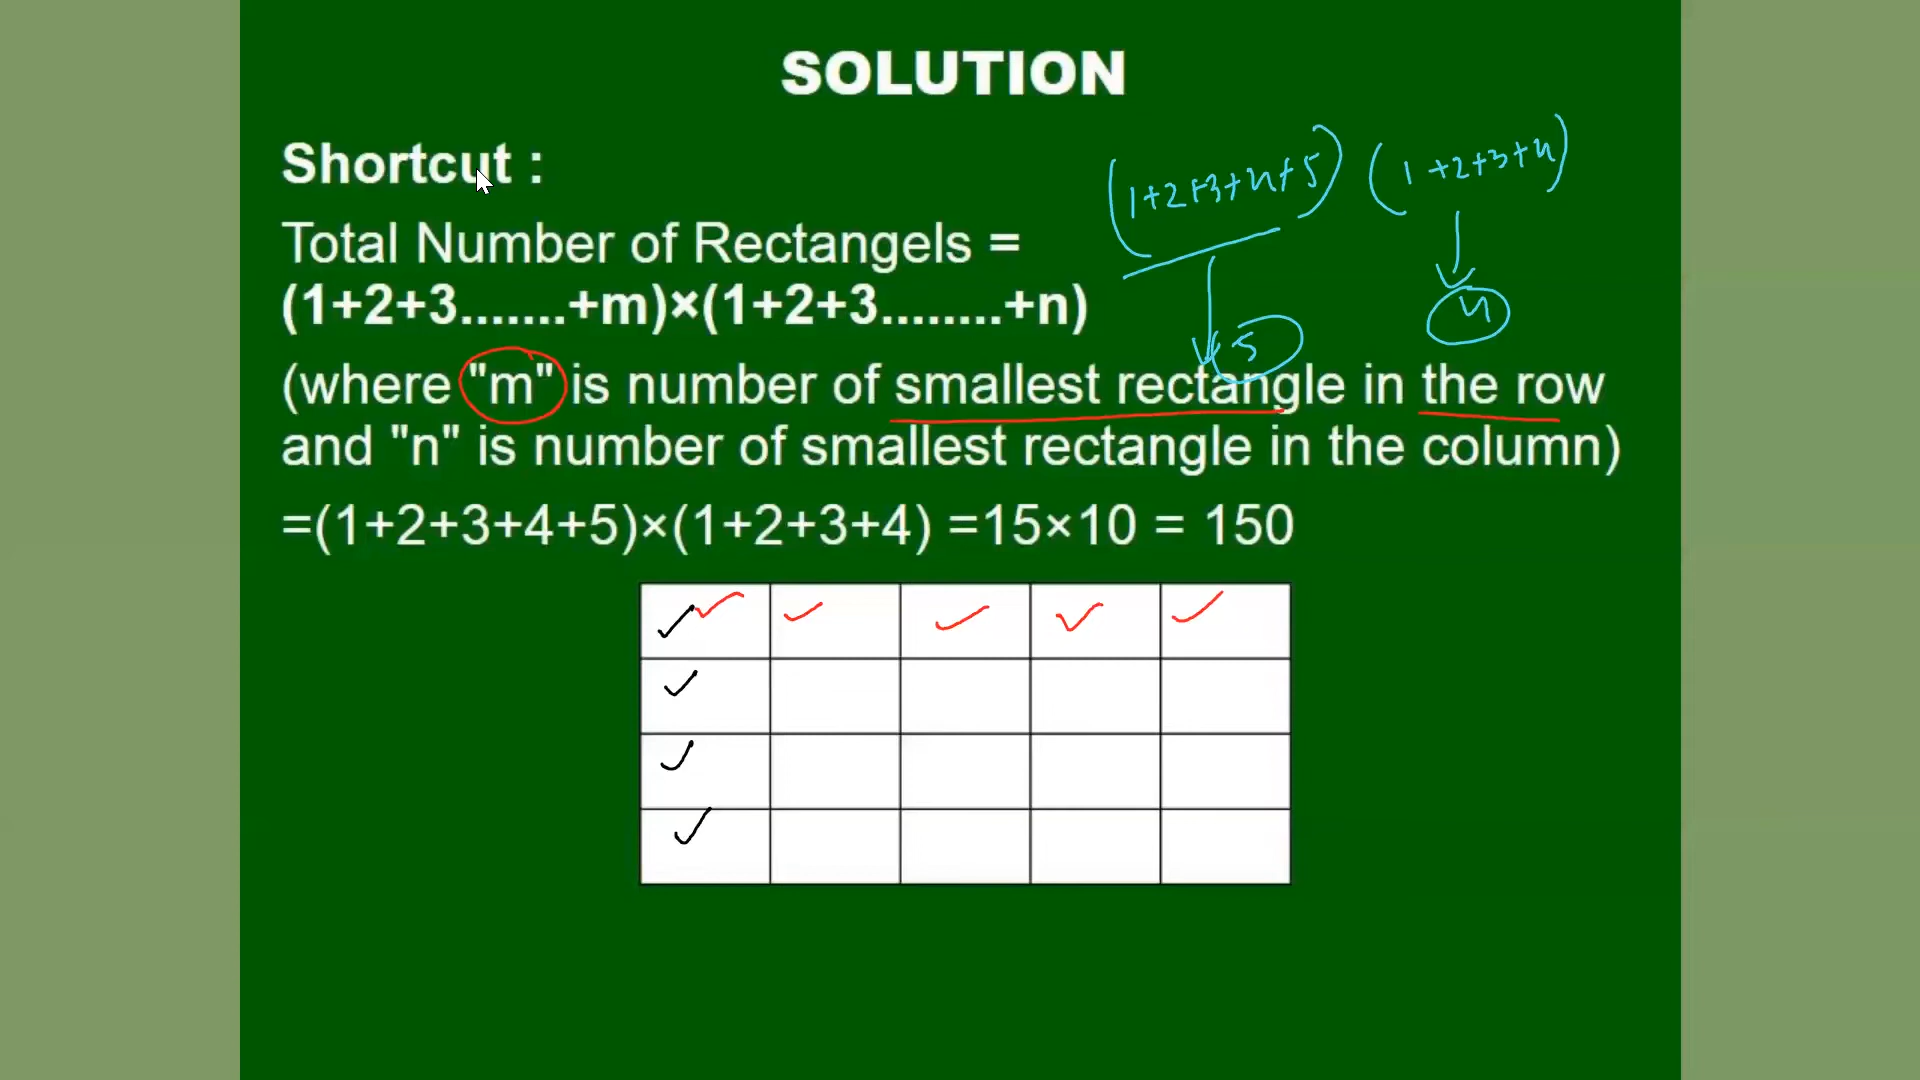 SOLUTION
Shortcut :
(1+2+3+4+5) (1+2+3+4)
Total Number of Rectangels =
(1+2+3.......+m)×(1+2+3........+n)
5
4
(where "m" is number of smallest rectangle in the row
and "n" is number of smallest rectangle in the column)
=(1+2+3+4+5)×(1+2+3+4) =15×10 = 150